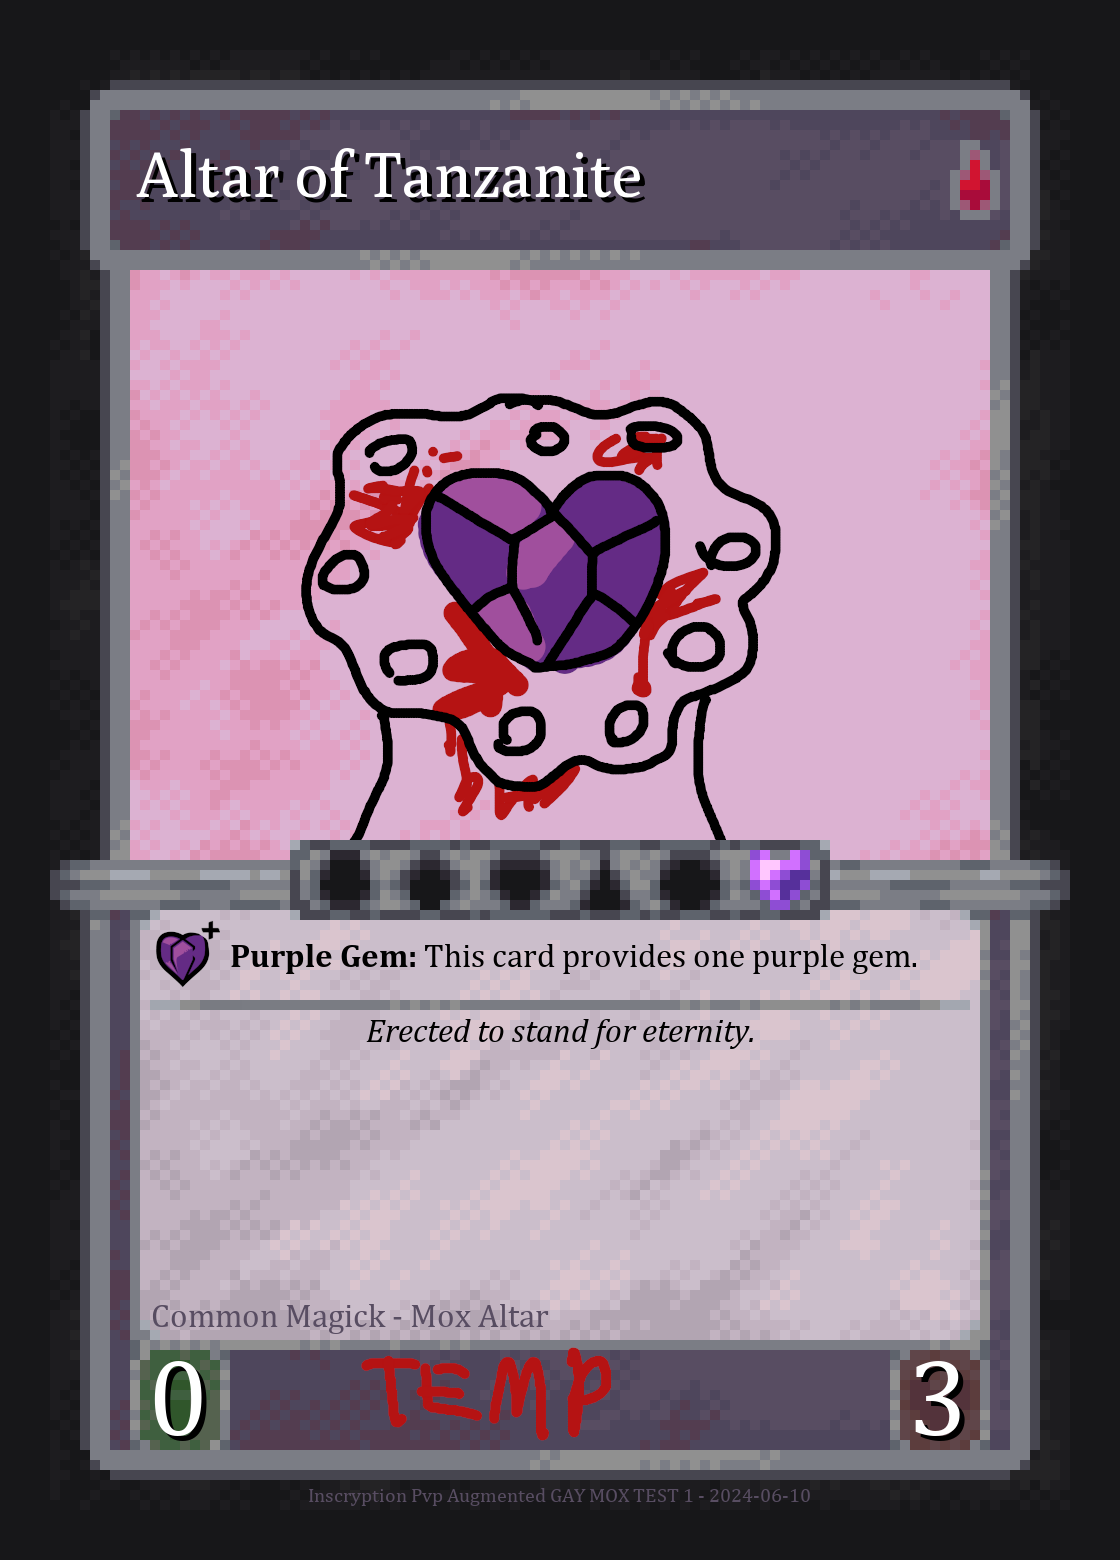 Altar of Tanzanite
Purple Gem: This card provides one purple gem.
Erected to stand for eternity.
Common Magick - Mox Altar
0
TEMP
3
Inscryption Pvp Augmented GAY MOX TEST 1 - 2024-06-10